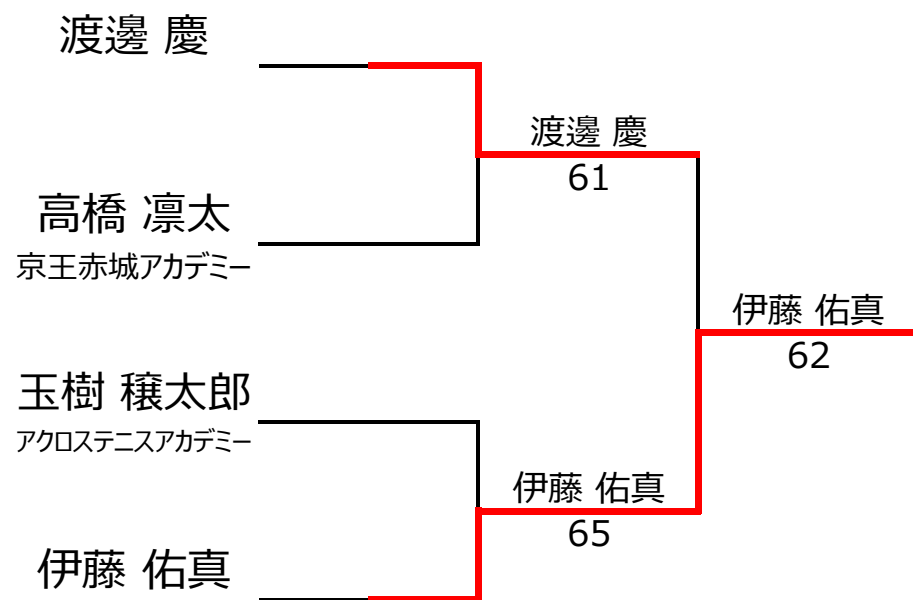 渡邊 慶
渡邊 慶
61
高橋 凛太
京王赤城アカデミー
伊藤 佑真
62
玉樹 穣太郎
アクロステニスアカデミー
伊藤 佑真
65
伊藤 佑真